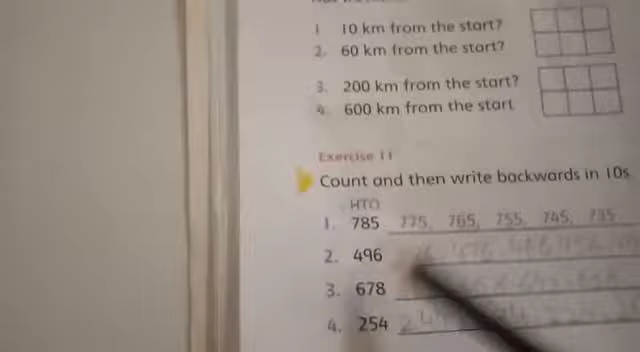 1 10 km from the start?
2. 60 km from the start?
3. 200 km from the start?
4. 600 km from the start
Exercise 11
Count and then write backwards in 10s
HTO
1. 785 775, 765, 755, 745, 735
2. 496
3. 678
4. 254